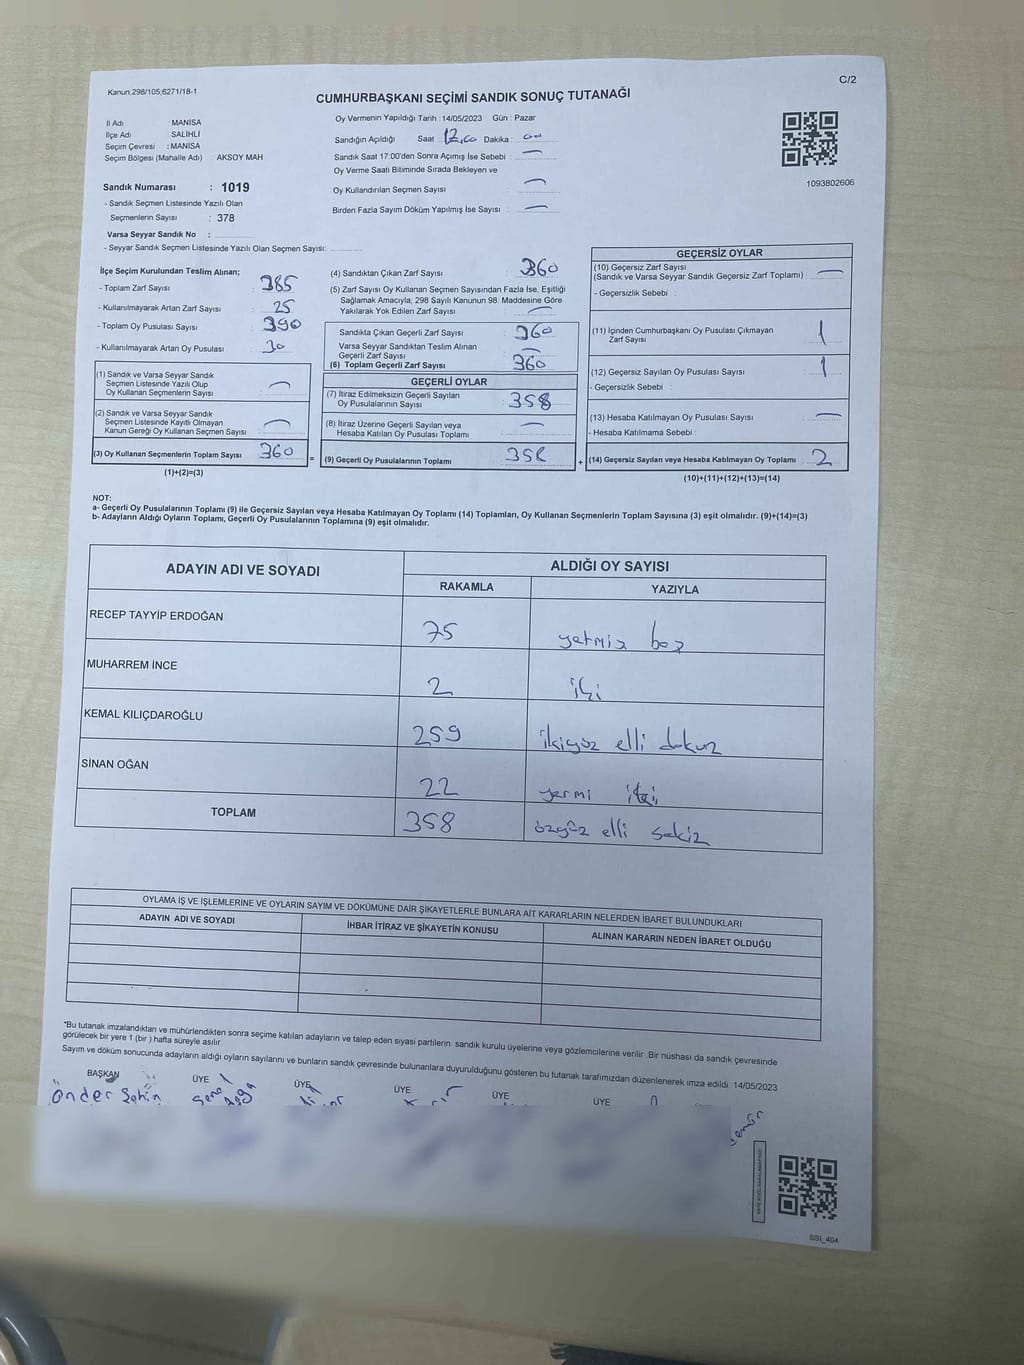 Kanun:298/105,6271/18-1
C/2
CUMHURBAŞKANI SEÇİMİ SANDIK SONUÇ TUTANAĞI
İl Adı : MANİSA
İlçe Adı : SALİHLİ
Seçim Çevresi : MANİSA
Seçim Bölgesi (Mahalle Adı) : AKSOY MAH
Sandık Numarası : 1019
- Sandık Seçmen Listesinde Yazılı Olan
Seçmenlerin Sayısı : 378
Varsa Seyyar Sandık No :
- Seyyar Sandık Seçmen Listesinde Yazılı Olan Seçmen Sayısı:
Oy Vermenin Yapıldığı Tarih :14/05/2023 Gün : Pazar
Sandığın Açıldığı Saat : Dakika :
Sandık Saat 17:00'den Sonra Açımış İse Sebebi :
Oy Verme Saati Bitiminde Sırada Bekleyen ve
Oy Kullandırılan Seçmen Sayısı :
Birden Fazla Sayım Döküm Yapılmış İse Sayısı :
1093802606
İlçe Seçim Kurulundan Teslim Alınan;
- Toplam Zarf Sayısı : 385
- Kullanılmayarak Artan Zarf Sayısı : 25
- Toplam Oy Pusulası Sayısı : 390
- Kullanılmayarak Artan Oy Pusulası : 30
(1) Sandık ve Varsa Seyyar Sandık
Seçmen Listesinde Yazılı Olup
Oy Kullanan Seçmenlerin Sayısı :
(2) Sandık ve Varsa Seyyar Sandık
Seçmen Listesinde Kayıtlı Olmayan
Kanun Gereği Oy Kullanan Seçmen Sayısı :
(3) Oy Kullanan Seçmenlerin Toplam Sayısı : 360
(1)+(2)=(3)
(4) Sandıktan Çıkan Zarf Sayısı : 360
(5) Zarf Sayısı Oy Kullanan Seçmen Sayısından Fazla İse, Eşitliği
Sağlamak Amacıyla, 298 Sayılı Kanunun 98. Maddesine Göre
Yakılarak Yok Edilen Zarf Sayısı :
Sandıkta Çıkan Geçerli Zarf Sayısı : 360
Varsa Seyyar Sandıktan Teslim Alınan
Geçerli Zarf Sayısı :
(6) Toplam Geçerli Zarf Sayısı : 360
GEÇERLİ OYLAR
(7) İtiraz Edilmeksizin Geçerli Sayılan
Oy Pusulalarının Sayısı : 358
(8) İtiraz Üzerine Geçerli Sayılan veya
Hesaba Katılan Oy Pusulası Toplamı :
= (9) Geçerli Oy Pusulalarının Toplamı : 358
GEÇERSİZ OYLAR
(10) Geçersiz Zarf Sayısı
(Sandık ve Varsa Seyyar Sandık Geçersiz Zarf Toplamı) :
- Geçersizlik Sebebi :
(11) İçinden Cumhurbaşkanı Oy Pusulası Çıkmayan
Zarf Sayısı : 1
(12) Geçersiz Sayılan Oy Pusulası Sayısı : 1
- Geçersizlik Sebebi :
(13) Hesaba Katılmayan Oy Pusulası Sayısı :
- Hesaba Katılmama Sebebi :
+ (14) Geçersiz Sayılan veya Hesaba Katılmayan Oy Toplamı : 2
(10)+(11)+(12)+(13)=(14)
NOT:
a- Geçerli Oy Pusulalarının Toplamı (9) ile Geçersiz Sayılan veya Hesaba Katılmayan Oy Toplamı (14) Toplamları, Oy Kullanan Seçmenlerin Toplam Sayısına (3) eşit olmalıdır. (9)+(14)=(3)
b- Adayların Aldığı Oyların Toplamı, Geçerli Oy Pusulalarının Toplamına (9) eşit olmalıdır.
ADAYIN ADI VE SOYADI
ALDIĞI OY SAYISI
RAKAMLA YAZIYLA
RECEP TAYYİP ERDOĞAN 75 yetmiş beş
MUHARREM İNCE 2 iki
KEMAL KILIÇDAROĞLU 259 ikiyüz elli dokuz
SİNAN OĞAN 22 yermi iki
TOPLAM 358 özgüz elli sekiz
OYLAMA İŞ VE İŞLEMLERİNE VE OYLARIN SAYIM VE DÖKÜMÜNE DAİR ŞİKAYETLERLE BUNLARA AİT KARARLARIN NELERDEN İBARET BULUNDUKLARI
ADAYIN ADI VE SOYADI
İHBAR İTİRAZ VE ŞİKAYETİN KONUSU
ALINAN KARARIN NEDEN İBARET OLDUĞU
*Bu tutanak imzalandıktan ve mühürlendikten sonra seçime katılan adayların ve talep eden siyasi partilerin sandık kurulu üyelerine veya gözlemcilerine verilir. Bir nüshası da sandık çevresinde
görülecek bir yere 1 (bir ) hafta süreyle asılır.
Sayım ve döküm sonucunda adayların aldığı oyların sayılarını ve bunların sandık çevresinde bulunanlara duyurulduğunu gösteren bu tutanak tarafımızdan düzenlenerek imza edildi. 14/05/2023
BAŞKAN ÜYE ÜYE ÜYE ÜYE ÜYE
Önder Şahin
SSI_404